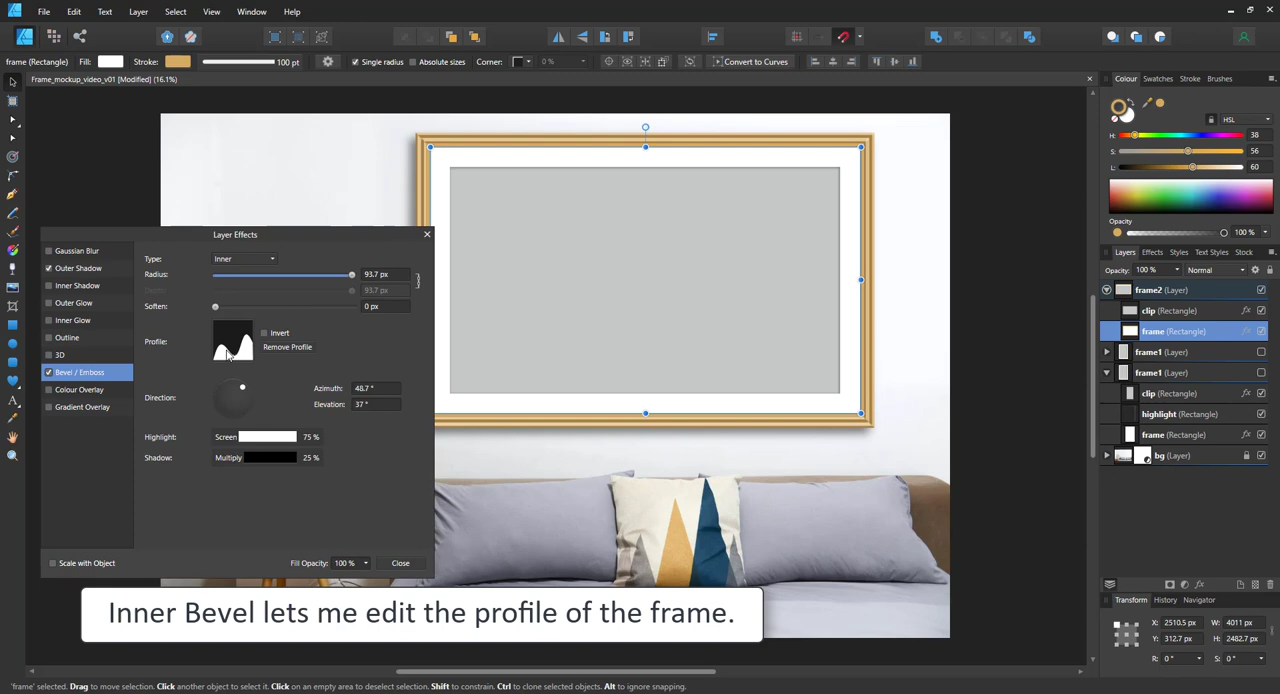 File Edit Text Layer Select View Window Help
frame (Rectangle) Fill: Stroke: 100 pt Single radius Absolute sizes Corner: 0 % Convert to Curves
Frame_mockup_video_v01 [Modified] (16.1%)
Colour Swatches Stroke Brushes
HSL
H: 38
S: 56
L: 60
Opacity
100 %
Layers Effects Styles Text Styles Stock
Opacity: 100 % Normal
frame2 (Layer)
clip (Rectangle) fx
frame (Rectangle) fx
frame1 (Layer)
frame1 (Layer)
clip (Rectangle) fx
highlight (Rectangle)
frame (Rectangle) fx
bg (Layer)
fx
Transform History Navigator
X: 2510.5 px W: 4011 px
Y: 312.7 px H: 2482.7 px
R: 0 ° S: 0 °
Layer Effects
Gaussian Blur
Outer Shadow
Inner Shadow
Outer Glow
Inner Glow
Outline
3D
Bevel / Emboss
Colour Overlay
Gradient Overlay
Type: Inner
Radius: 93.7 px
Depth: 93.7 px
Soften: 0 px
Profile: Invert
Remove Profile
Direction: Azimuth: 48.7 °
Elevation: 37 °
Highlight: Screen 75 %
Shadow: Multiply 25 %
Scale with Object Fill Opacity: 100 % Close
Inner Bevel lets me edit the profile of the frame.
'frame' selected. Drag to move selection. Click another object to select it. Click on an empty area to deselect selection. Shift to constrain. Ctrl to clone selected objects. Alt to ignore snapping.